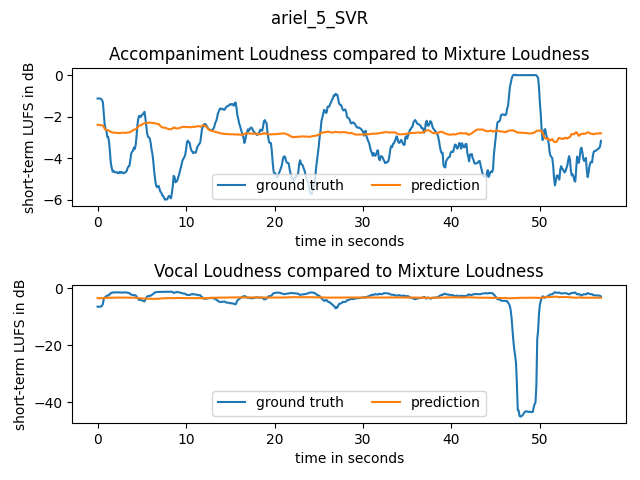 ariel_5_SVR
Accompaniment Loudness compared to Mixture Loudness
short-term LUFS in dB
0
−2
−4
−6
ground truth prediction
0 10 20 30 40 50
time in seconds
Vocal Loudness compared to Mixture Loudness
short-term LUFS in dB
0
−20
−40
ground truth prediction
0 10 20 30 40 50
time in seconds